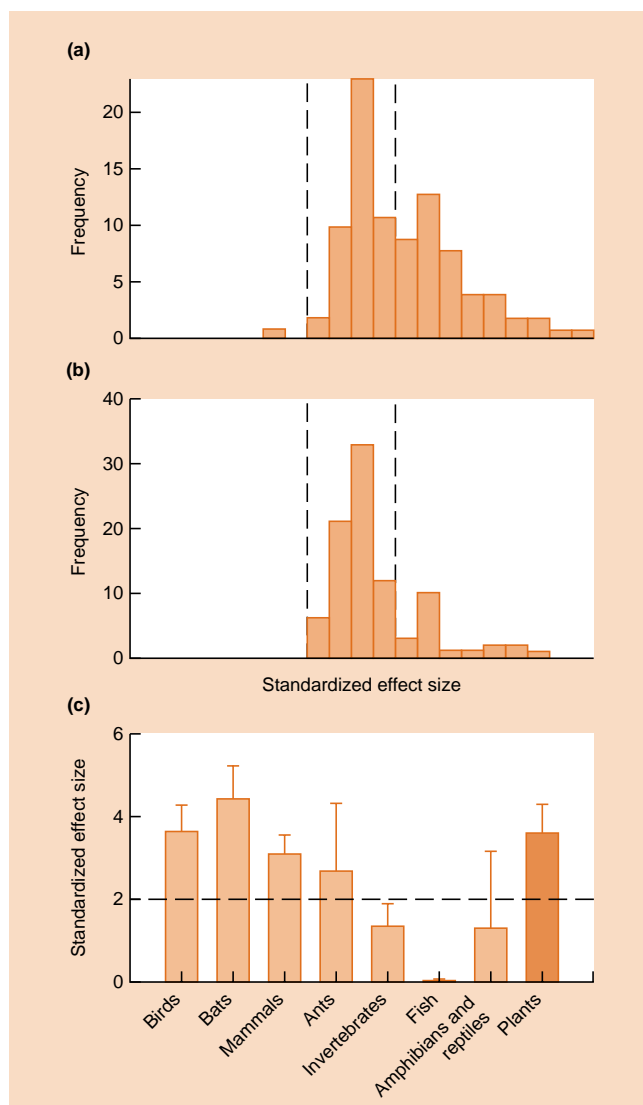 (a)
Frequency
20
15
10
5
0
(b)
Frequency
40
30
20
10
0
Standardized effect size
(c)
Standardized effect size
6
4
2
0
Birds
Bats
Mammals
Ants
Invertebrates
Fish
Amphibians and
reptiles
Plants